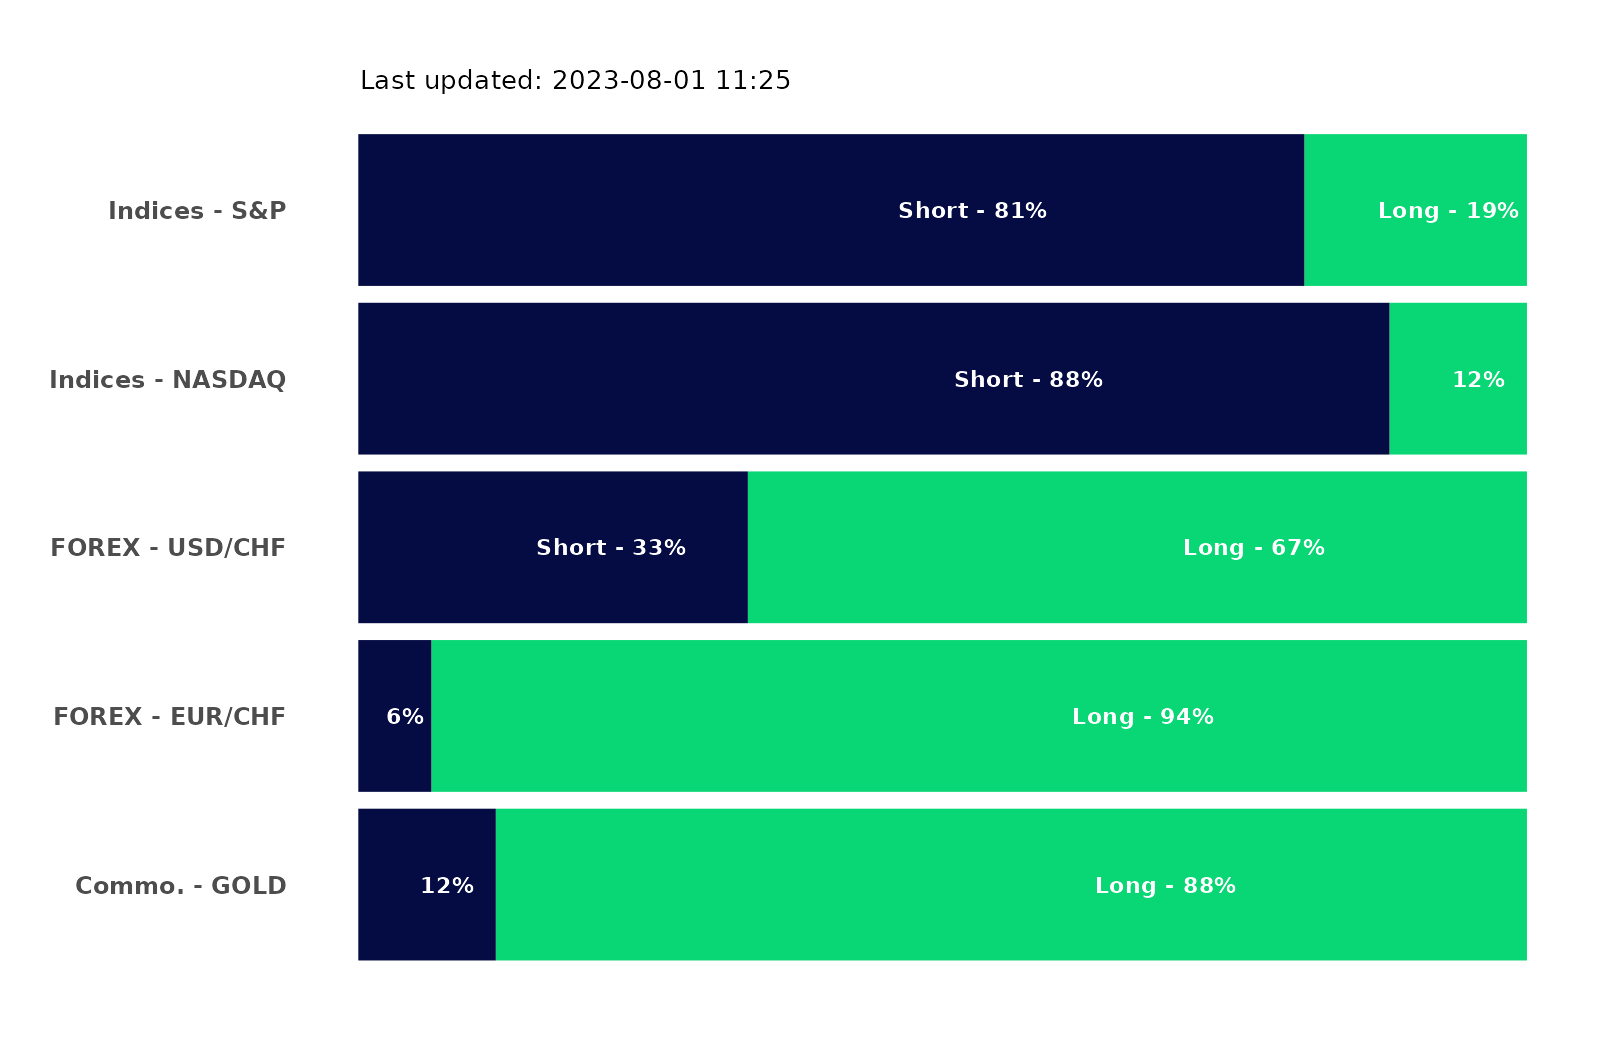 Last updated: 2023-08-01 11:25
Indices - S&P Short - 81% Long - 19%
Indices - NASDAQ Short - 88% 12%
FOREX - USD/CHF Short - 33% Long - 67%
FOREX - EUR/CHF 6% Long - 94%
Commo. - GOLD 12% Long - 88%